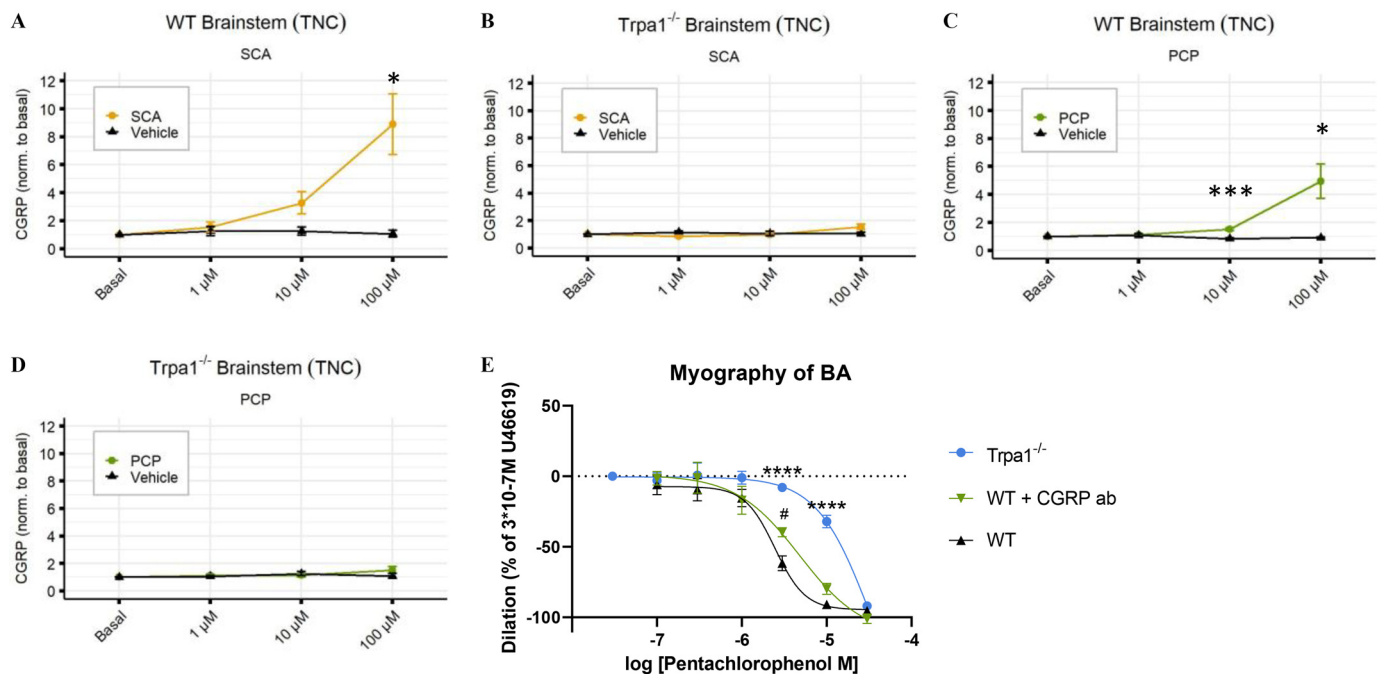 A
WT Brainstem (TNC)
SCA
CGRP (norm. to basal)
12
10
8
6
4
2
0
SCA
Vehicle
*
Basal
1 µM
10 µM
100 µM
B
Trpa1-/- Brainstem (TNC)
SCA
CGRP (norm. to basal)
12
10
8
6
4
2
0
SCA
Vehicle
Basal
1 µM
10 µM
100 µM
C
WT Brainstem (TNC)
PCP
CGRP (norm. to basal)
12
10
8
6
4
2
0
PCP
Vehicle
***
*
Basal
1 µM
10 µM
100 µM
D
Trpa1-/- Brainstem (TNC)
PCP
CGRP (norm. to basal)
12
10
8
6
4
2
0
PCP
Vehicle
Basal
1 µM
10 µM
100 µM
E
Myography of BA
Dilation (% of 3*10-7M U46619)
50
0
-50
-100
****
****
#
-7
-6
-5
-4
log [Pentachlorophenol M]
Trpa1-/-
WT + CGRP ab
WT